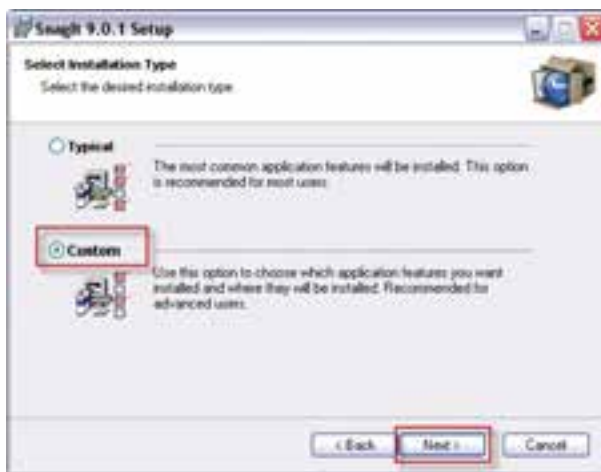 SnagIt 9.0.1 Setup
Select Installation Type
Select the desired installation type
Typical
The most common application features will be installed. This option
is recommended for most users.
Custom
Use this option to choose which application features you want
installed and where they will be installed. Recommended for
advanced users.
< Back
Next >
Cancel